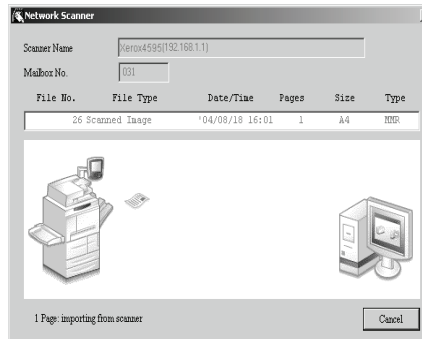 Network Scanner
Scanner Name Xerox4595(192.168.1.1)
Mailbox No. 031
File No. File Type Date/Time Pages Size Type
26 Scanned Image '04/08/18 16:01 1 A4 MMR
1 Page: importing from scanner Cancel